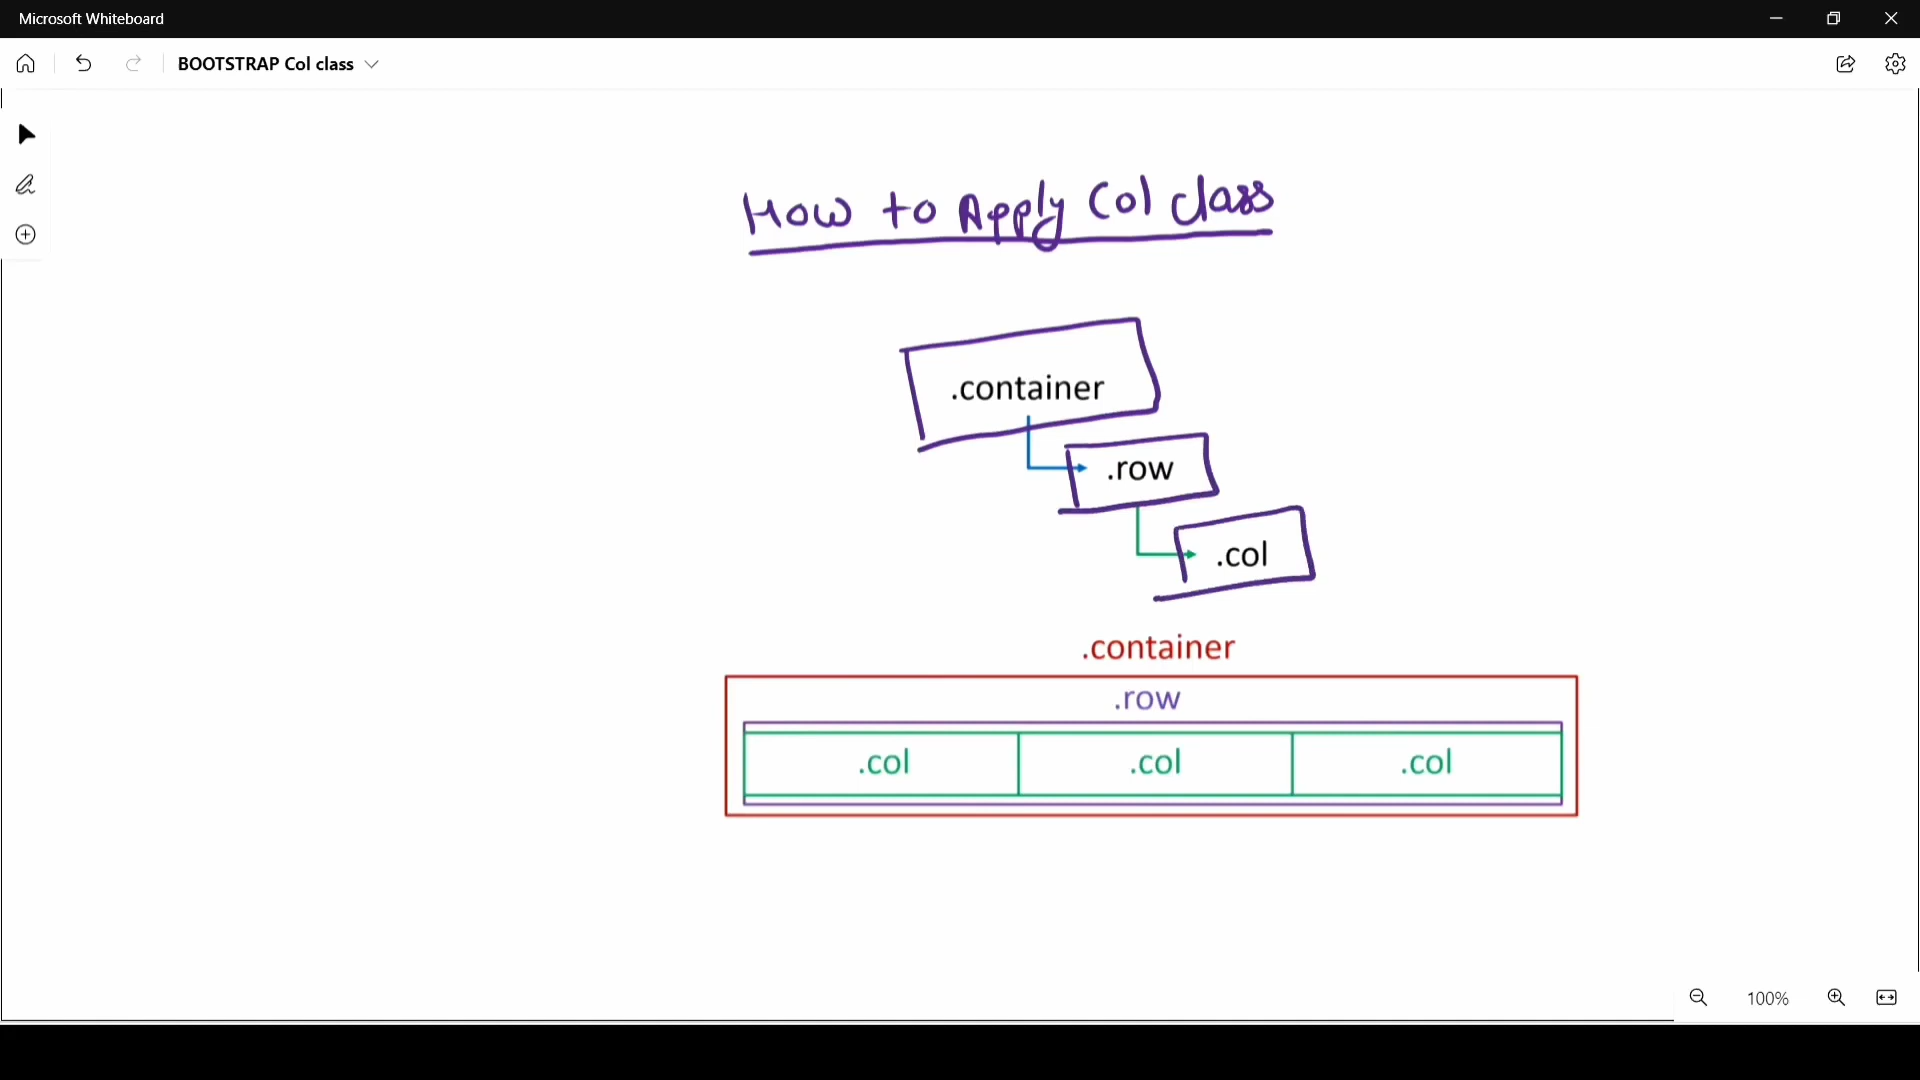 Microsoft Whiteboard
BOOTSTRAP Col class
How to Apply Col class
.container
.row
.col
.container
.row
.col .col .col
100%